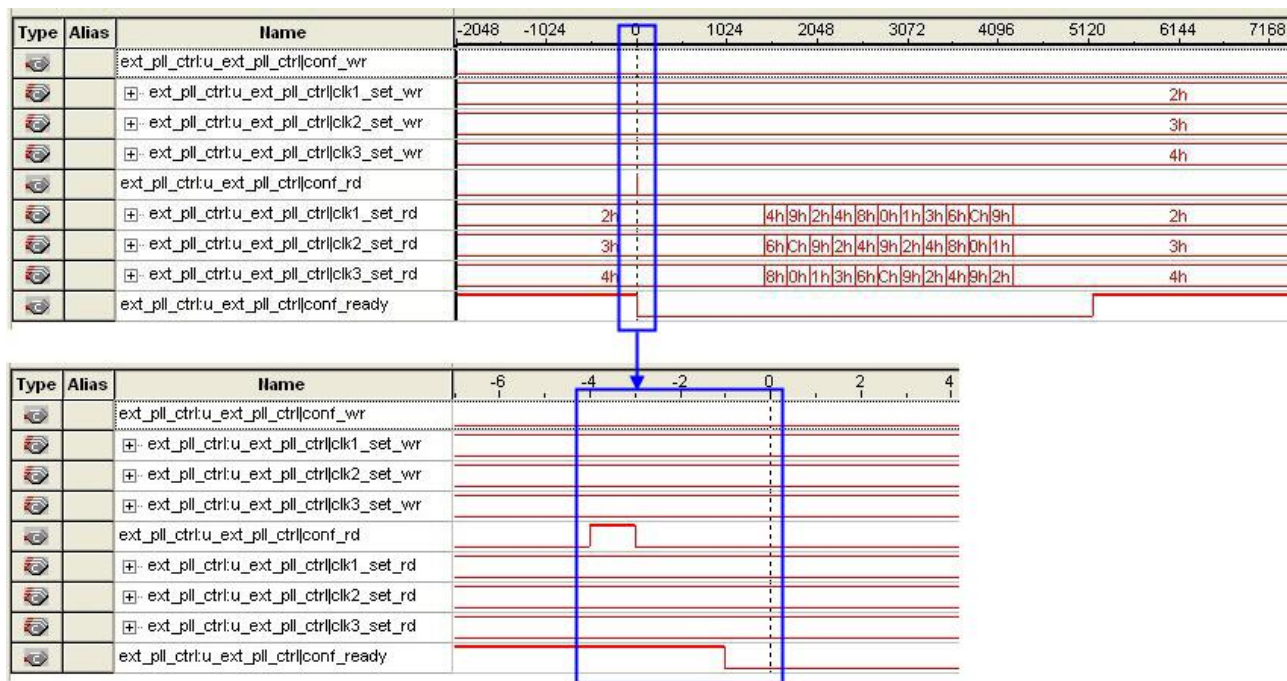 Type Alias Name -2048 -1024 0 1024 2048 3072 4096 5120 6144 7168
ext_pll_ctrl:u_ext_pll_ctrl|conf_wr
ext_pll_ctrl:u_ext_pll_ctrl|clk1_set_wr 2h
ext_pll_ctrl:u_ext_pll_ctrl|clk2_set_wr 3h
ext_pll_ctrl:u_ext_pll_ctrl|clk3_set_wr 4h
ext_pll_ctrl:u_ext_pll_ctrl|conf_rd
ext_pll_ctrl:u_ext_pll_ctrl|clk1_set_rd 2h 4h 9h 2h 4h 8h 0h 1h 3h 6h Ch 9h 2h
ext_pll_ctrl:u_ext_pll_ctrl|clk2_set_rd 3h 6h Ch 9h 2h 4h 9h 2h 4h 8h 0h 1h 3h
ext_pll_ctrl:u_ext_pll_ctrl|clk3_set_rd 4h 8h 0h 1h 3h 6h Ch 9h 2h 4h 9h 2h 4h
ext_pll_ctrl:u_ext_pll_ctrl|conf_ready
Type Alias Name -6 -4 -2 0 2 4
ext_pll_ctrl:u_ext_pll_ctrl|conf_wr
ext_pll_ctrl:u_ext_pll_ctrl|clk1_set_wr
ext_pll_ctrl:u_ext_pll_ctrl|clk2_set_wr
ext_pll_ctrl:u_ext_pll_ctrl|clk3_set_wr
ext_pll_ctrl:u_ext_pll_ctrl|conf_rd
ext_pll_ctrl:u_ext_pll_ctrl|clk1_set_rd
ext_pll_ctrl:u_ext_pll_ctrl|clk2_set_rd
ext_pll_ctrl:u_ext_pll_ctrl|clk3_set_rd
ext_pll_ctrl:u_ext_pll_ctrl|conf_ready